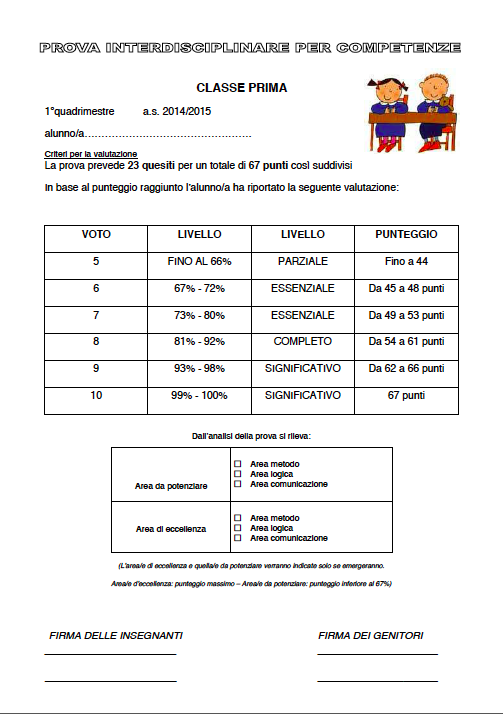 PROVA INTERDISCIPLINARE PER COMPETENZE
CLASSE PRIMA
1°quadrimestre a.s. 2014/2015
alunno/a……………………………………………
Criteri per la valutazione
La prova prevede 23 quesiti per un totale di 67 punti così suddivisi
In base al punteggio raggiunto l'alunno/a ha riportato la seguente valutazione:
VOTO LIVELLO LIVELLO PUNTEGGIO
5 FINO AL 66% PARZIALE Fino a 44
6 67% - 72% ESSENZIALE Da 45 a 48 punti
7 73% - 80% ESSENZIALE Da 49 a 53 punti
8 81% - 92% COMPLETO Da 54 a 61 punti
9 93% - 98% SIGNIFICATIVO Da 62 a 66 punti
10 99% - 100% SIGNIFICATIVO 67 punti
Dall'analisi della prova si rileva:
Area da potenziare
Area metodo
Area logica
Area comunicazione
Area di eccellenza
Area metodo
Area logica
Area comunicazione
(L'area/e di eccellenza e quella/e da potenziare verranno indicate solo se emergeranno.
Area/e d'eccellenza: punteggio massimo – Area/e da potenziare: punteggio inferiore al 67%)
FIRMA DELLE INSEGNANTI FIRMA DEI GENITORI